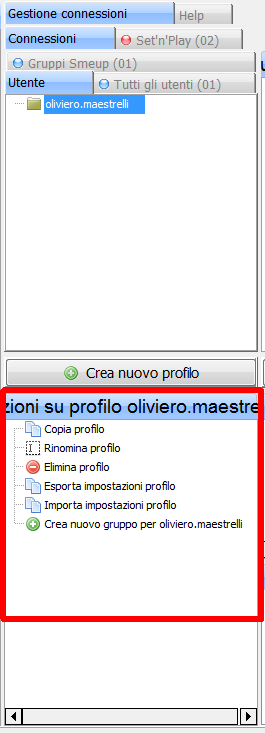 Gestione connessioni Help
Connessioni Set'n'Play (02)
Gruppi Smeup (01)
Utente Tutti gli utenti (01)
oliviero.maestrelli
Crea nuovo profilo
zioni su profilo oliviero.maestre
Copia profilo
Rinomina profilo
Elimina profilo
Esporta impostazioni profilo
Importa impostazioni profilo
Crea nuovo gruppo per oliviero.maestrelli